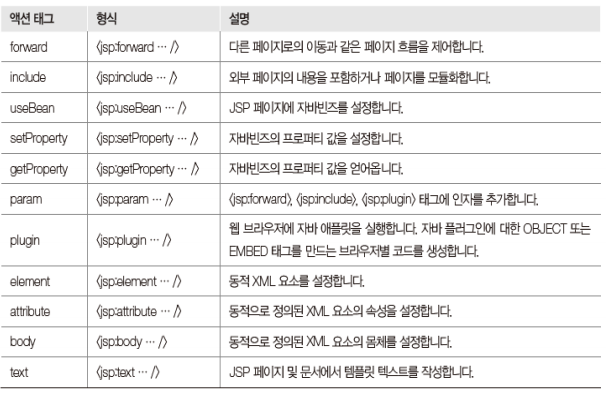 액션 태그 형식 설명
forward 〈jsp:forward … /〉 다른 페이지로의 이동과 같은 페이지 흐름을 제어합니다.
include 〈jsp:include … /〉 외부 페이지의 내용을 포함하거나 페이지를 모듈화합니다.
useBean 〈jsp:useBean … /〉 JSP 페이지에 자바빈즈를 설정합니다.
setProperty 〈jsp:setProperty … /〉 자바빈즈의 프로퍼티 값을 설정합니다.
getProperty 〈jsp:getProperty … /〉 자바빈즈의 프로퍼티 값을 얻어옵니다.
param 〈jsp:param … /〉 〈jsp:forward〉, 〈jsp:include〉, 〈jsp:plugin〉 태그에 인자를 추가합니다.
plugin 〈jsp:plugin … /〉 웹 브라우저에 자바 애플릿을 실행합니다. 자바 플러그인에 대한 OBJECT 또는
EMBED 태그를 만드는 브라우저별 코드를 생성합니다.
element 〈jsp:element … /〉 동적 XML 요소를 설정합니다.
attribute 〈jsp:attribute … /〉 동적으로 정의된 XML 요소의 속성을 설정합니다.
body 〈jsp:body … /〉 동적으로 정의된 XML 요소의 몸체를 설정합니다.
text 〈jsp:text … /〉 JSP 페이지 및 문서에서 템플릿 텍스트를 작성합니다.